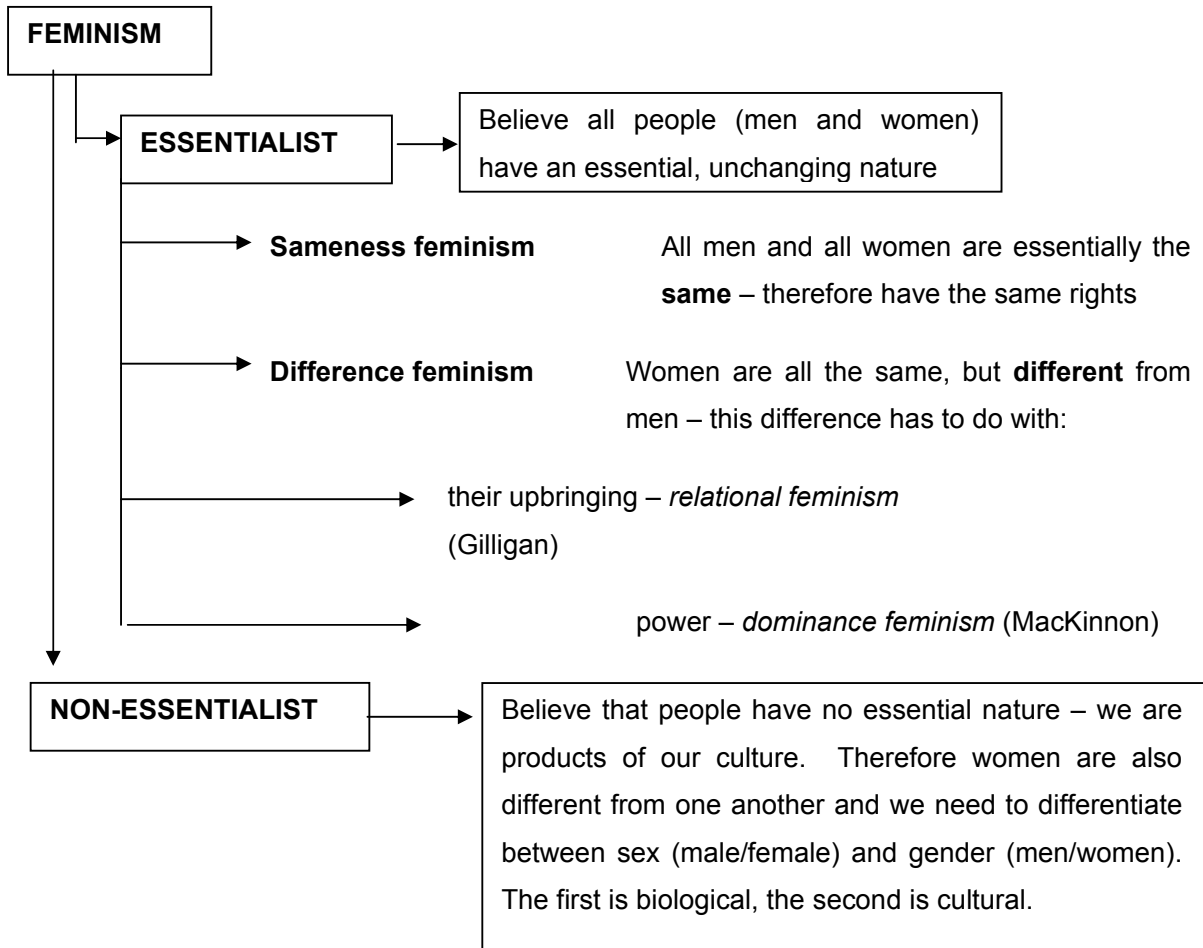 FEMINISM
ESSENTIALIST
Believe all people (men and women)
have an essential, unchanging nature
Sameness feminism
All men and all women are essentially the
same – therefore have the same rights
Difference feminism
Women are all the same, but different from
men – this difference has to do with:
their upbringing – relational feminism
(Gilligan)
power – dominance feminism (MacKinnon)
NON-ESSENTIALIST
Believe that people have no essential nature – we are
products of our culture. Therefore women are also
different from one another and we need to differentiate
between sex (male/female) and gender (men/women).
The first is biological, the second is cultural.